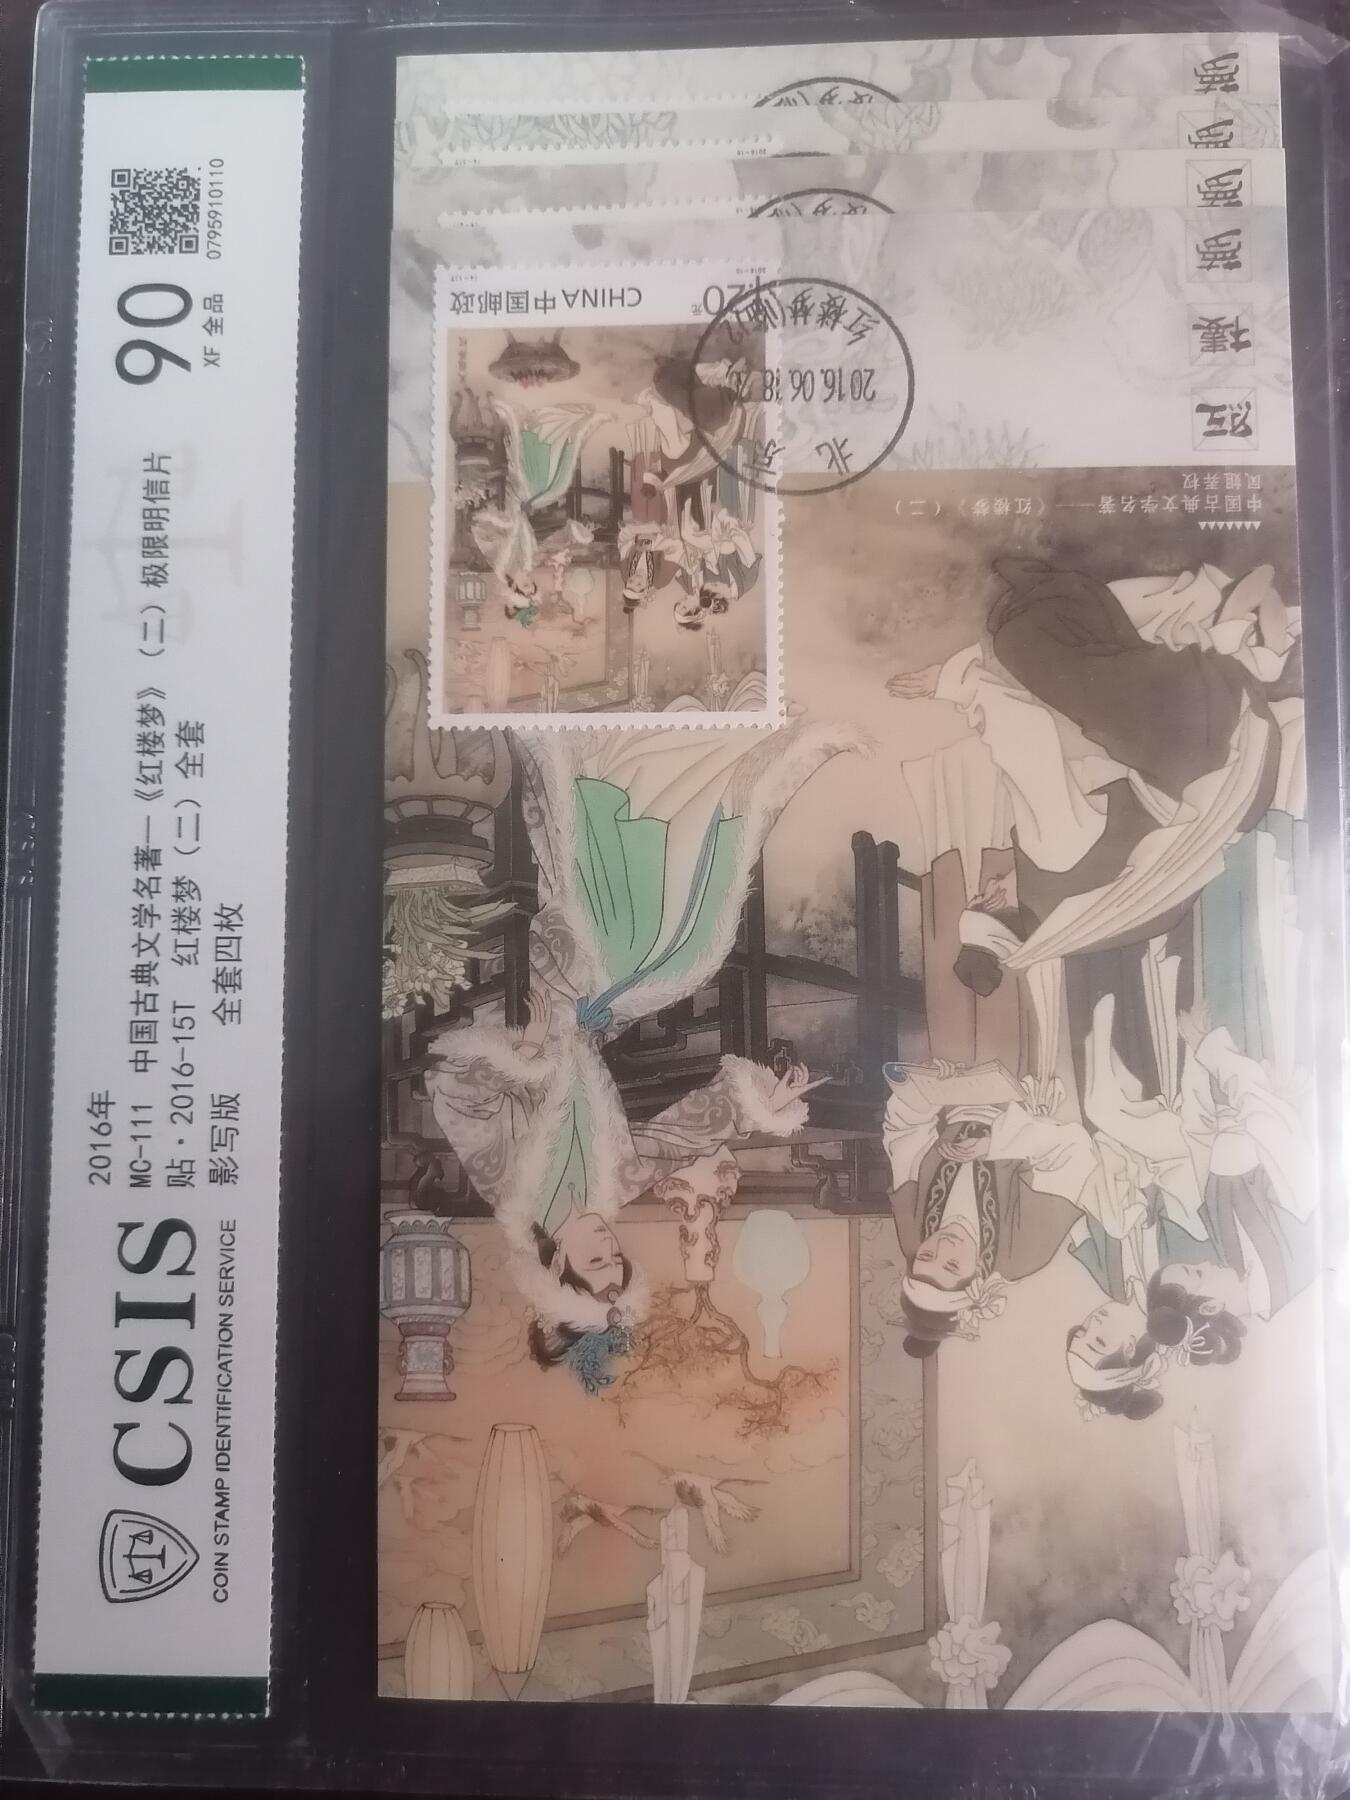 2016年
MC-111 中国古典文学名著—《红楼梦》（二）极限明信片
贴·2016-15T 红楼梦（二）全套
影写版 全套四枚
CSIS
COIN STAMP IDENTIFICATION SERVICE
90
XF 全品
0795910110
中国邮政 CHINA
1.20元
2016-15
北京
2016.06.18.
红楼梦(
红楼梦
中国古典文学名著——《红楼梦》（二）
凤姐弄权